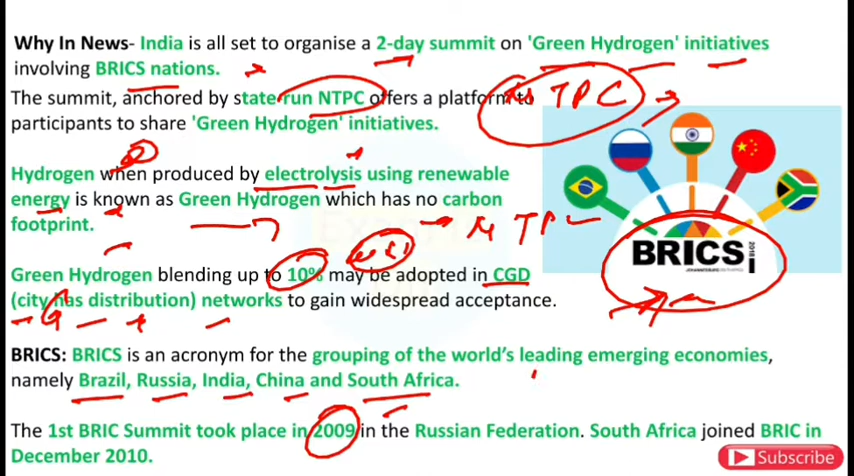 Why In News- India is all set to organise a 2-day summit on 'Green Hydrogen' initiatives
involving BRICS nations.
The summit, anchored by state run NTPC offers a platform to
participants to share 'Green Hydrogen' initiatives.
NTPC
Hydrogen when produced by electrolysis using renewable
energy is known as Green Hydrogen which has no carbon
footprint.
NTPC
Green Hydrogen blending up to 10% may be adopted in CGD
(city has distribution) networks to gain widespread acceptance.
G
BRICS
2018
BRICS: BRICS is an acronym for the grouping of the world's leading emerging economies,
namely Brazil, Russia, India, China and South Africa.
The 1st BRIC Summit took place in 2009 in the Russian Federation. South Africa joined BRIC in
December 2010.
Subscribe